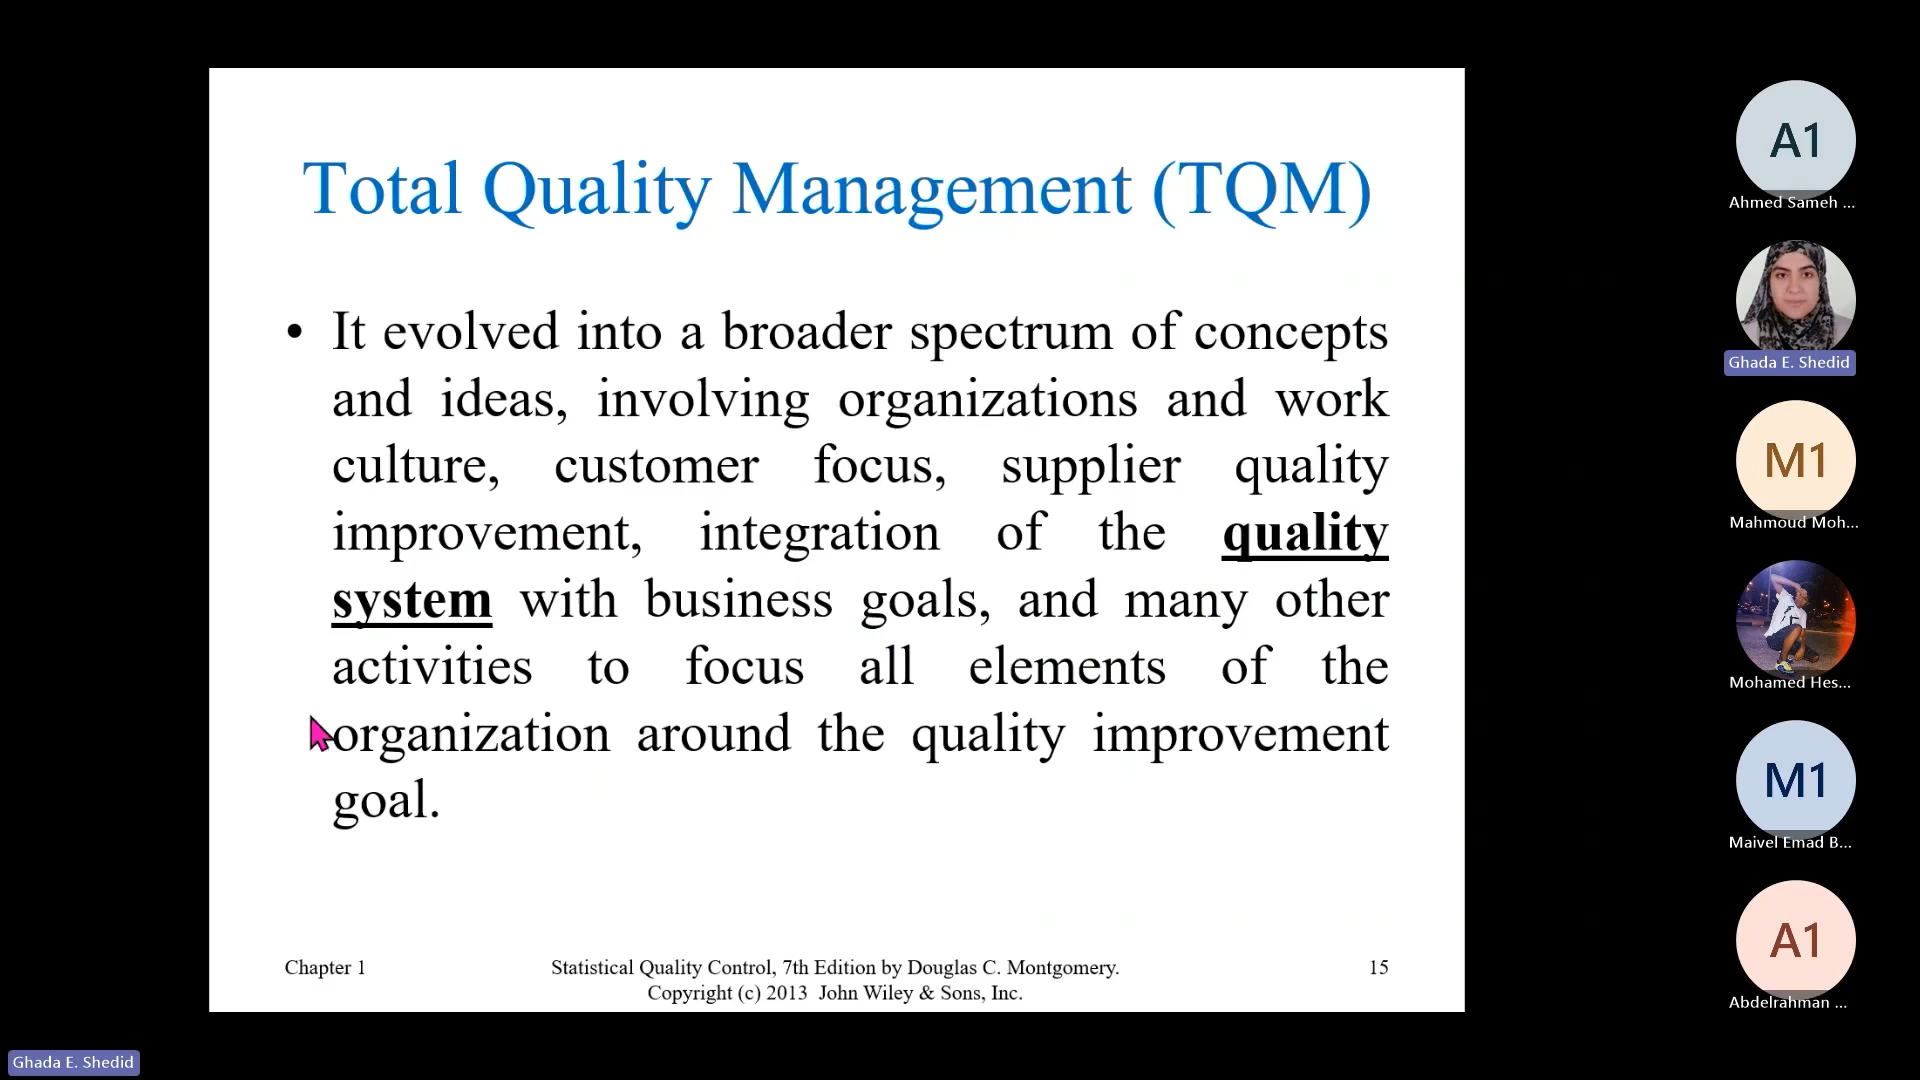 Total Quality Management (TQM)
• It evolved into a broader spectrum of concepts
and ideas, involving organizations and work
culture, customer focus, supplier quality
improvement, integration of the quality
system with business goals, and many other
activities to focus all elements of the
organization around the quality improvement
goal.
Chapter 1
Statistical Quality Control, 7th Edition by Douglas C. Montgomery.
Copyright (c) 2013 John Wiley & Sons, Inc.
15
A1
Ahmed Sameh ...
Ghada E. Shedid
M1
Mahmoud Moh...
Mohamed Hes...
M1
Maivel Emad B...
A1
Abdelrahman ...
Ghada E. Shedid